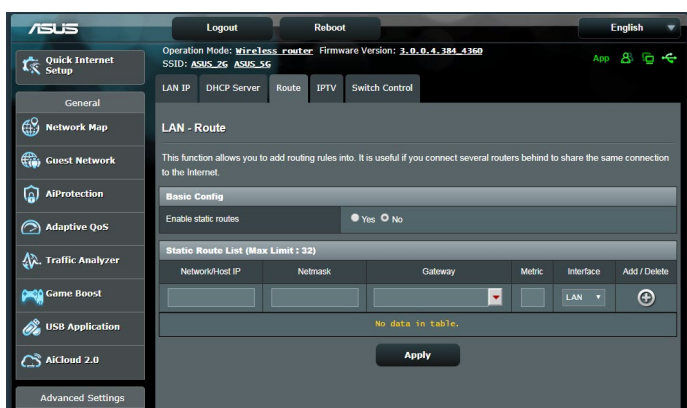 ASUS
Logout
Reboot
English
Quick Internet Setup
General
Network Map
Guest Network
AiProtection
Adaptive QoS
Traffic Analyzer
Game Boost
USB Application
AiCloud 2.0
Advanced Settings
Operation Mode: Wireless router Firmware Version: 3.0.0.4.384_4360
SSID: ASUS_2G ASUS_5G
App
LAN IP DHCP Server Route IPTV Switch Control
LAN - Route
This function allows you to add routing rules into. It is useful if you connect several routers behind to share the same connection
to the Internet.
Basic Config
Enable static routes Yes No
Static Route List (Max Limit : 32)
Network/Host IP Netmask Gateway Metric Interface Add / Delete
LAN
No data in table.
Apply